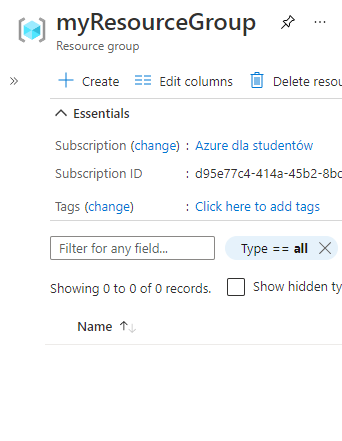 myResourceGroup
Resource group
Create
Edit columns
Delete resou
Essentials
Subscription (change) : Azure dla studentów
Subscription ID : d95e77c4-414a-45b2-8bc
Tags (change) : Click here to add tags
Filter for any field...
Type == all
Showing 0 to 0 of 0 records.
Show hidden ty
Name